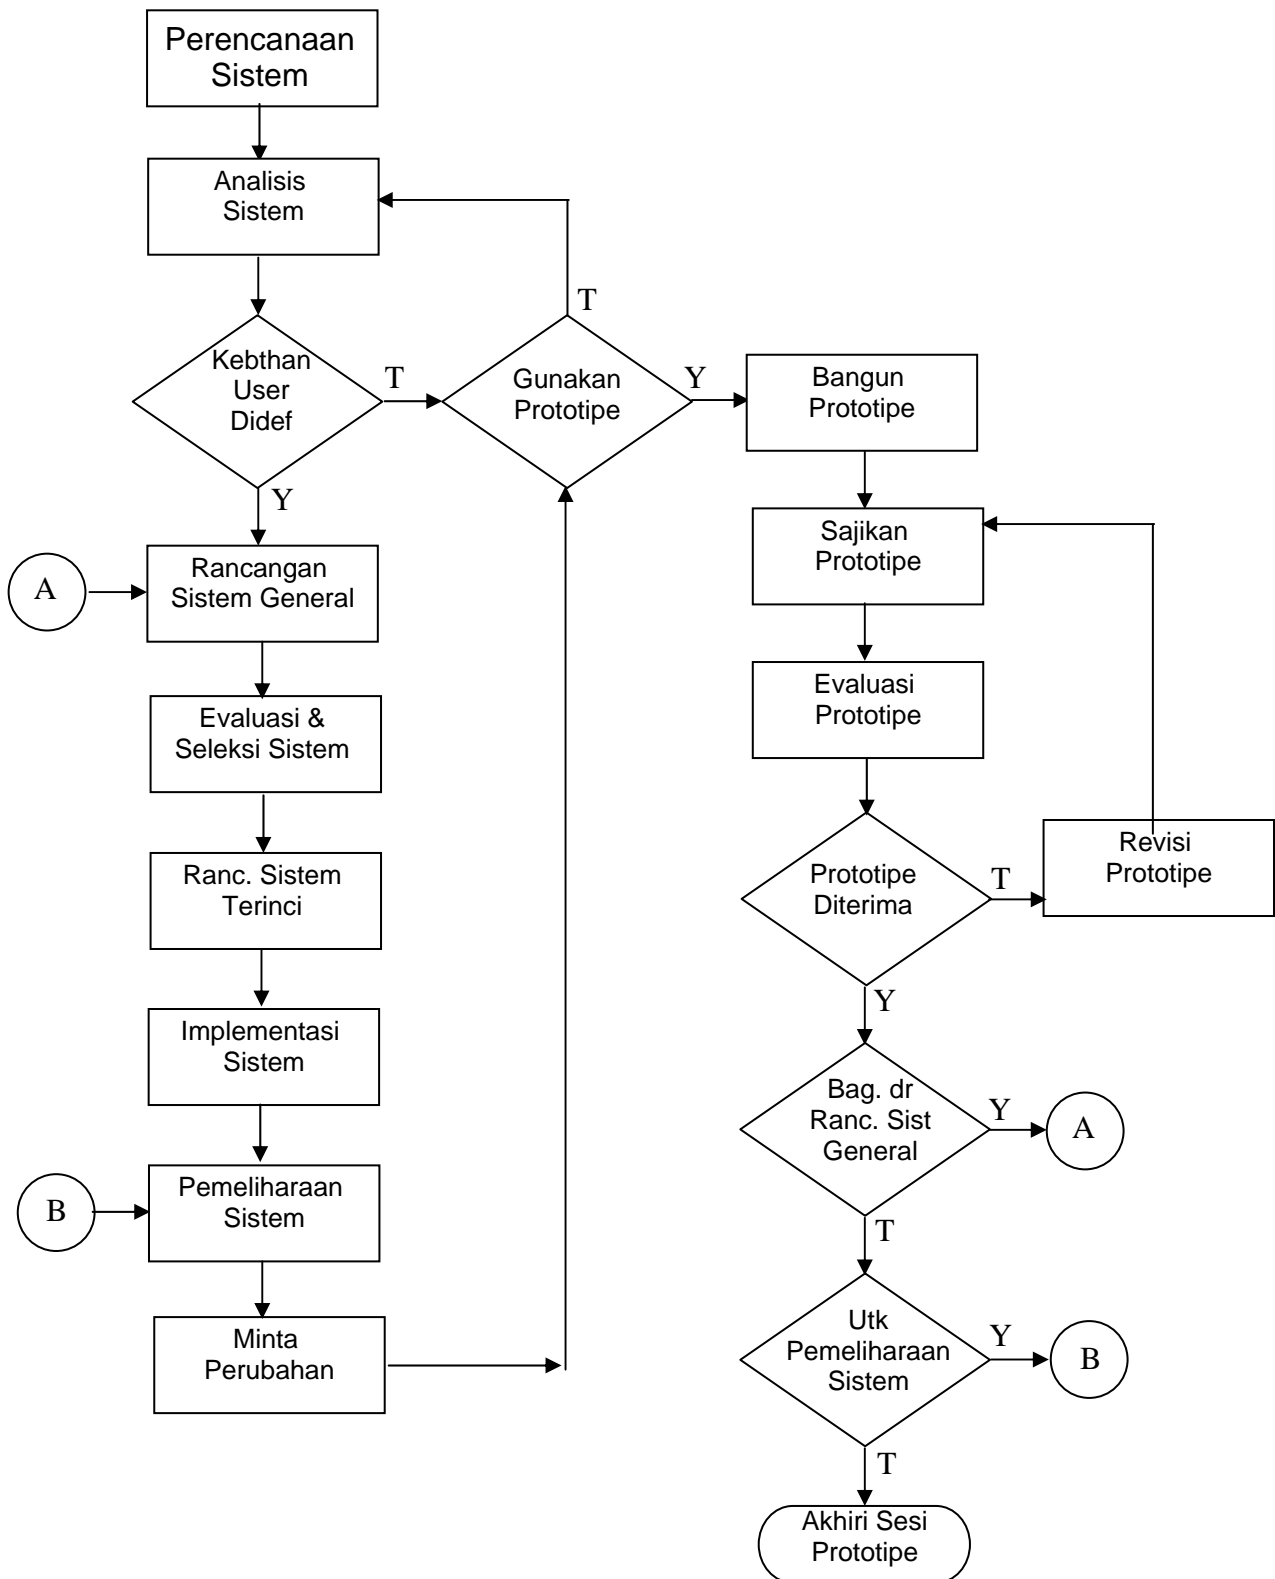 Perencanaan
Sistem
Analisis
Sistem
T
Kebthan
User
Didef
T
Gunakan
Prototipe
Y
Bangun
Prototipe
Y
Sajikan
Prototipe
A
Rancangan
Sistem General
Evaluasi
Prototipe
Evaluasi &
Seleksi Sistem
Revisi
Prototipe
Ranc. Sistem
Terinci
Prototipe
Diterima
T
Y
Implementasi
Sistem
Bag. dr
Ranc. Sist
General
Y
A
B
Pemeliharaan
Sistem
T
Minta
Perubahan
Utk
Pemeliharaan
Sistem
Y
B
T
Akhiri Sesi
Prototipe